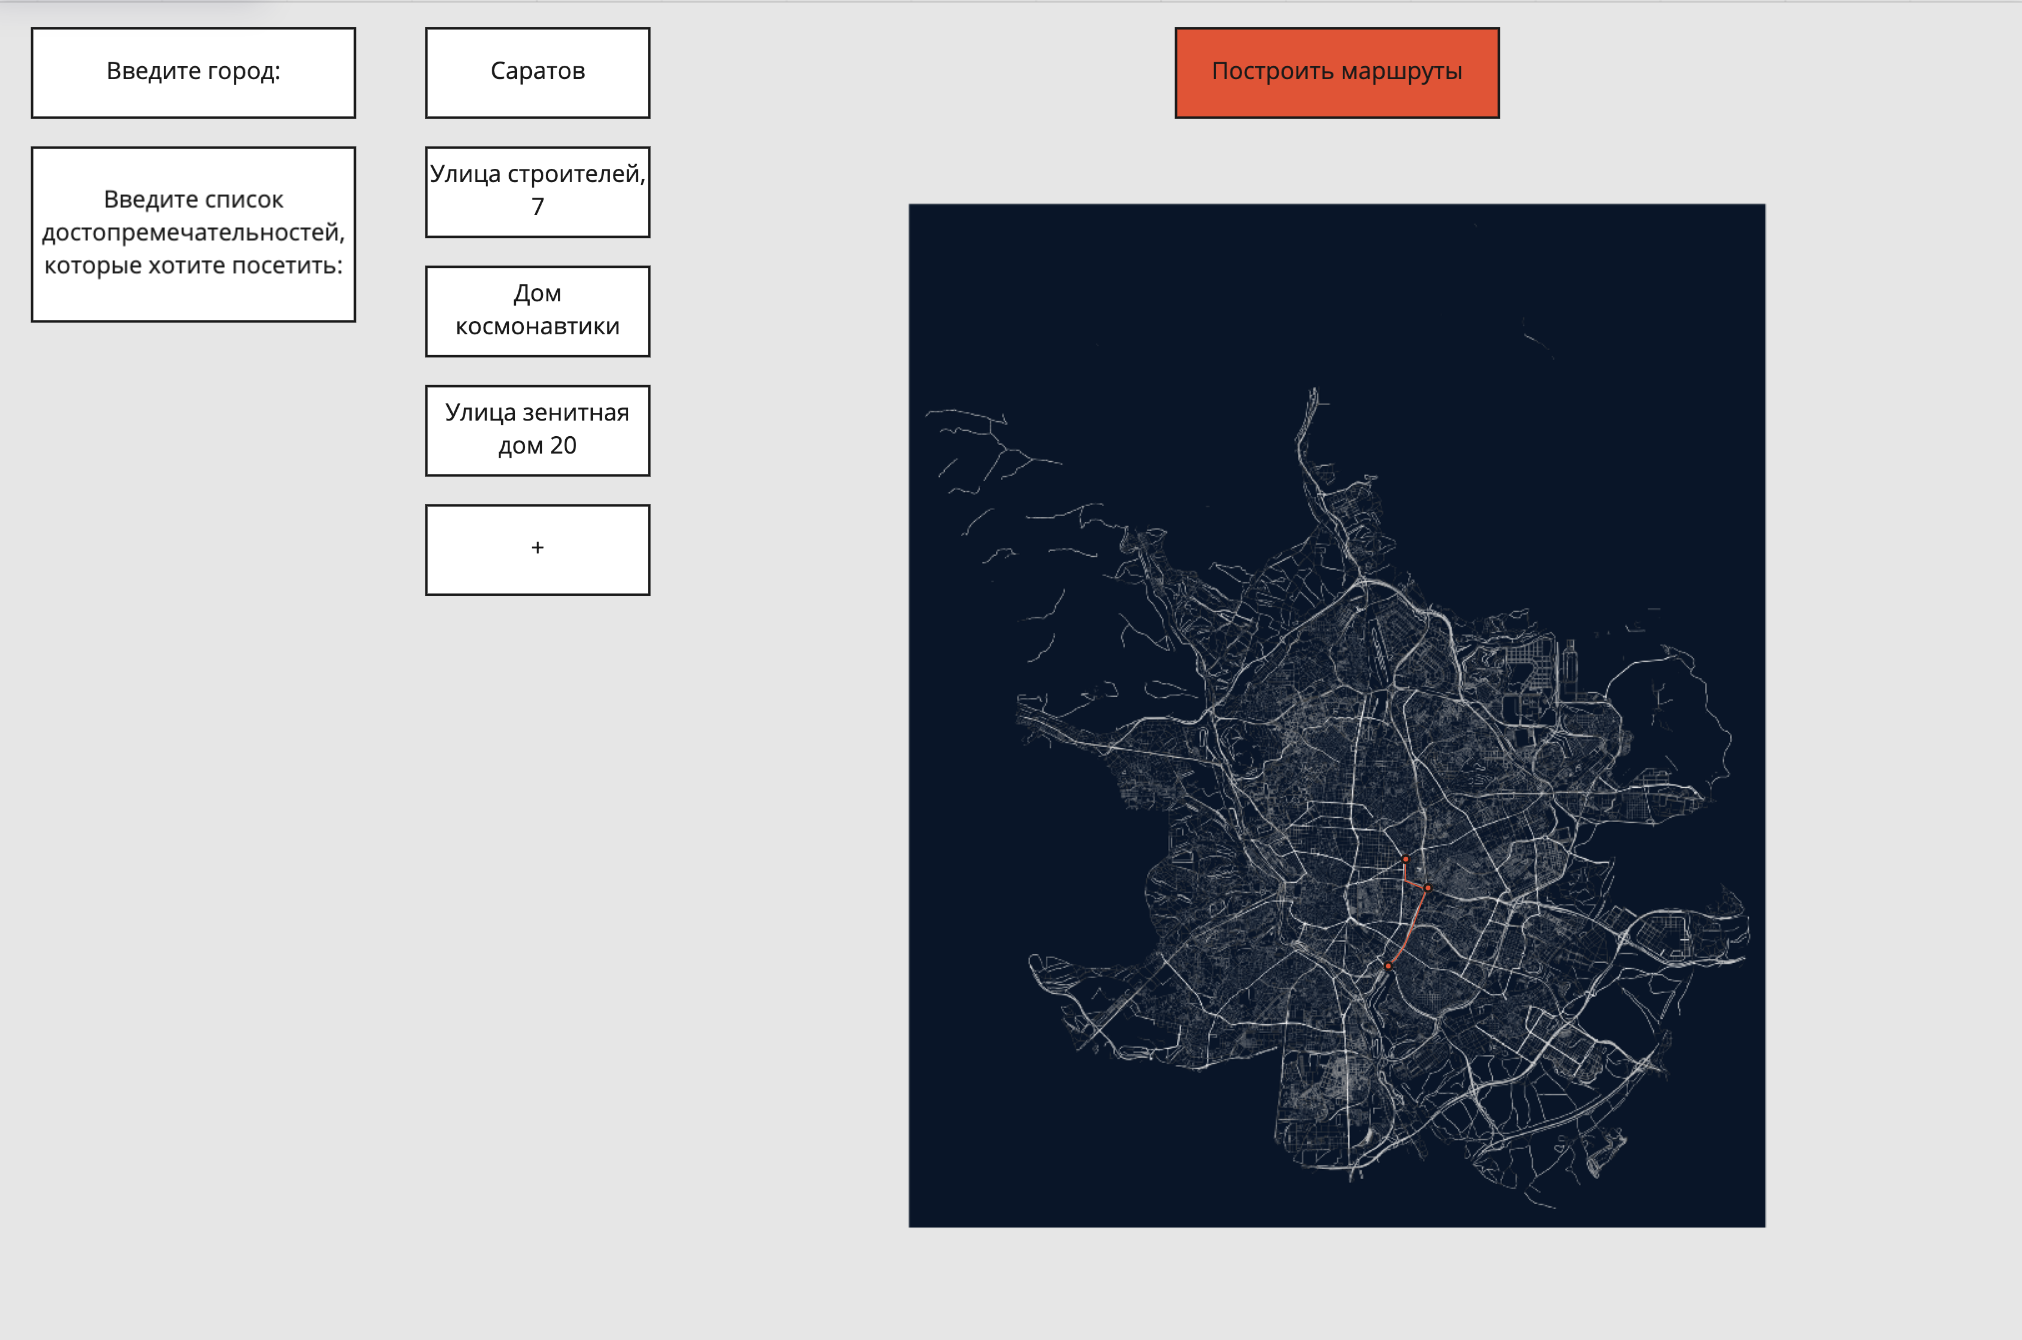 Введите город:
Саратов
Построить маршруты
Введите список
достопремечательностей,
которые хотите посетить:
Улица строителей,
7
Дом
космонавтики
Улица зенитная
дом 20
+